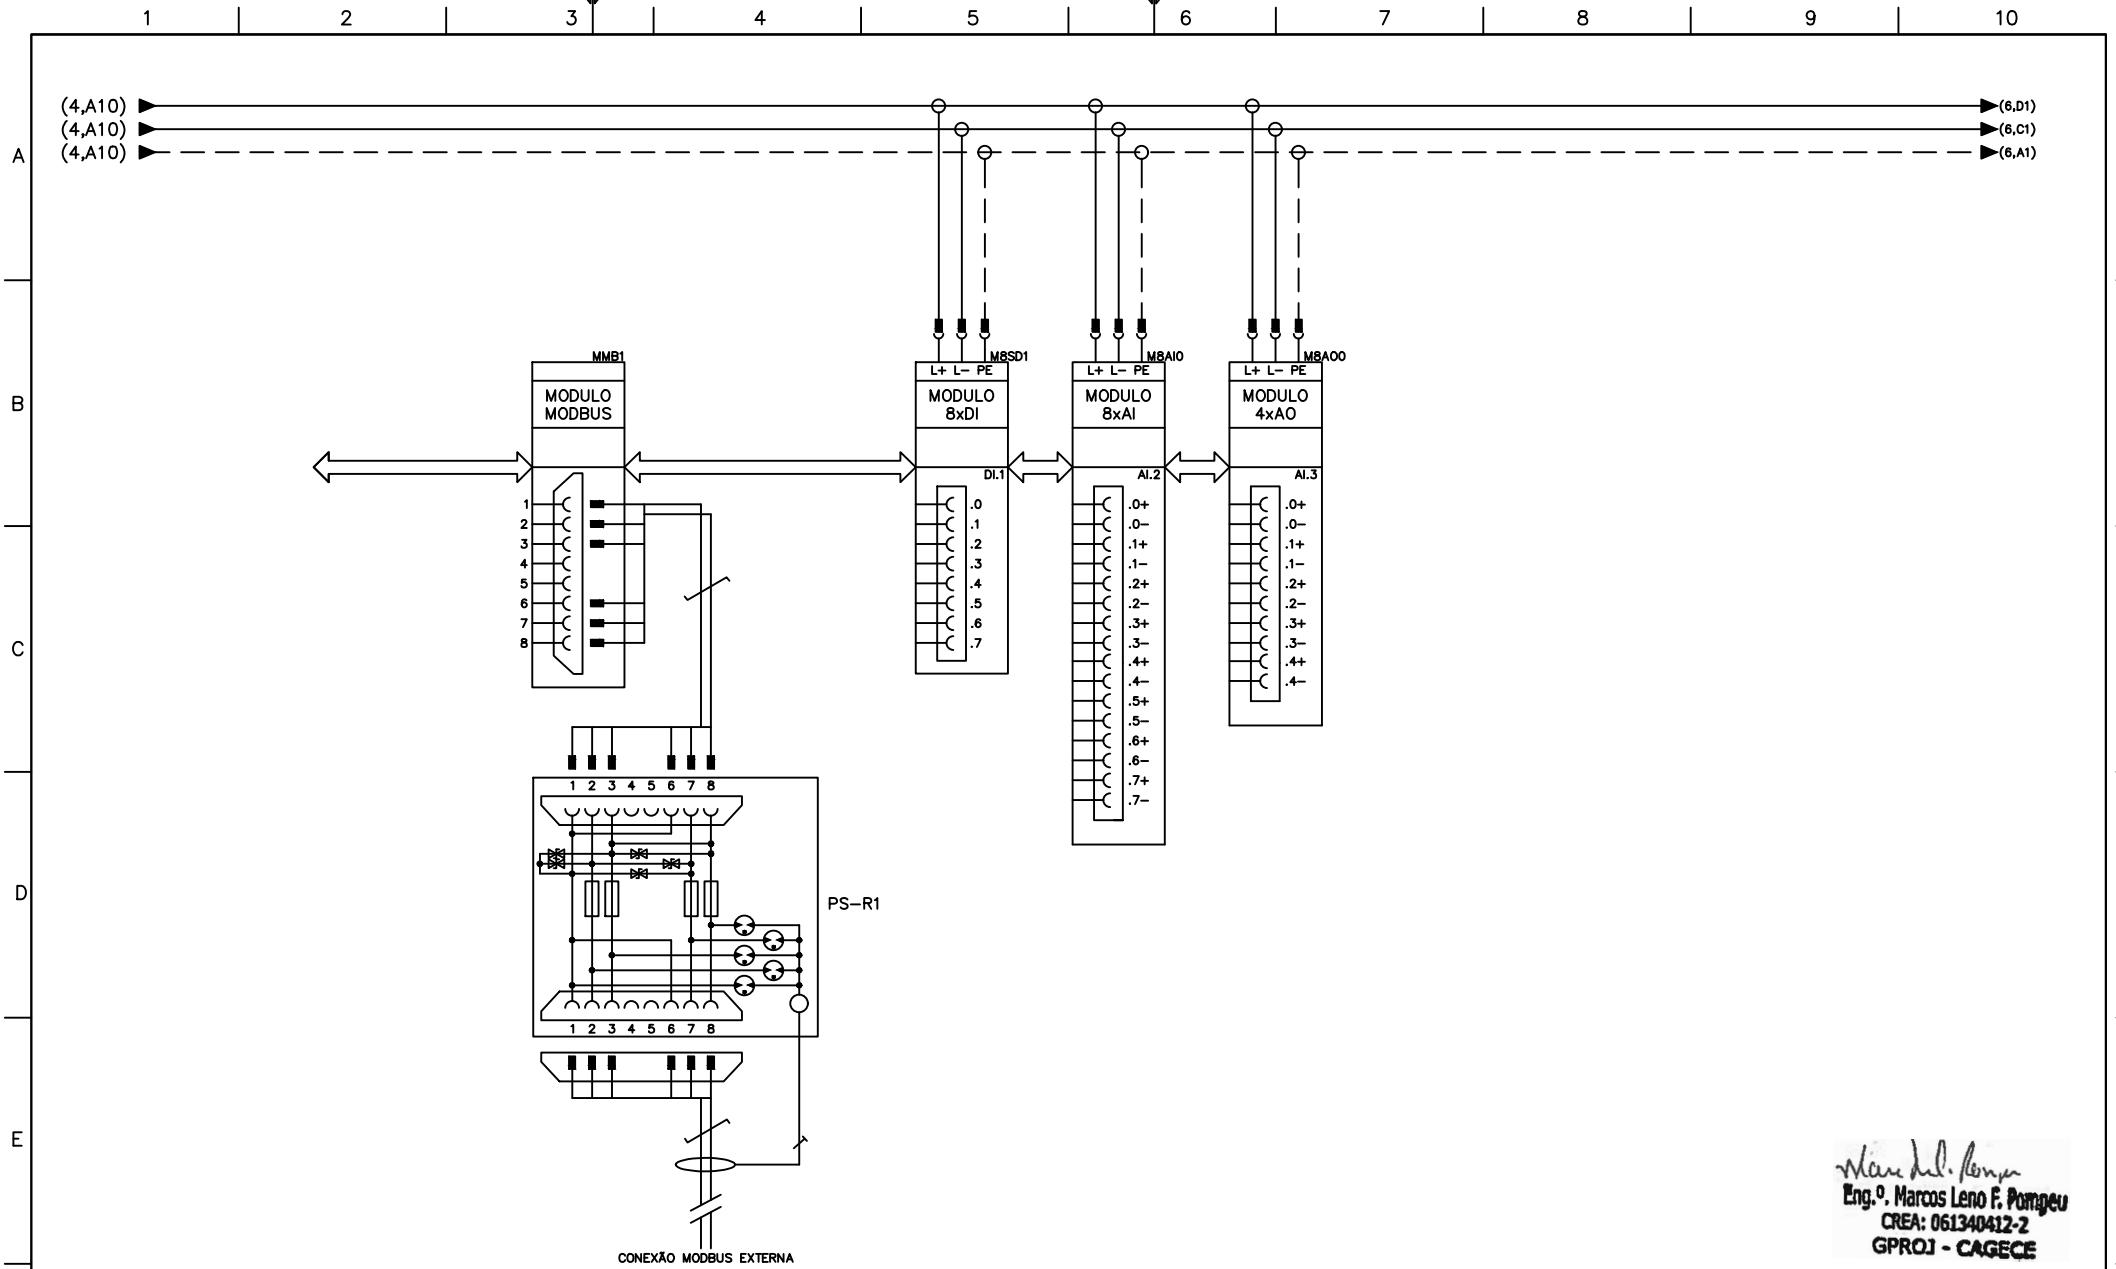 1 2 3 4 5 6 7 8 9 10
(4,A10) (6,D1)
(4,A10) (6,C1)
A (4,A10) (6,A1)
MMB1 M8SD1 M8AI0 M8AO0
L+ L- PE L+ L- PE L+ L- PE
B
MODULO MODULO MODULO MODULO
MODBUS 8xDI 8xAI 4xAO
DI.1 AI.2 AI.3
1 .0 .0+ .0+
2 .1 .0- .0-
3 .2 .1+ .1+
4 .3 .1- .1-
5 .4 .2+ .2+
6 .5 .2- .2-
7 .6 .3+ .3+
8 .7 .3- .3-
C .4+ .4+
.4- .4-
.5+
.5-
.6+
.6-
.7+
.7-
1 2 3 4 5 6 7 8
D PS-R1
1 2 3 4 5 6 7 8
E
Eng.º. Marcos Leno F. Pompeu
CREA: 061340412-2
GPROJ - CAGECE
CONEXÃO MODBUS EXTERNA